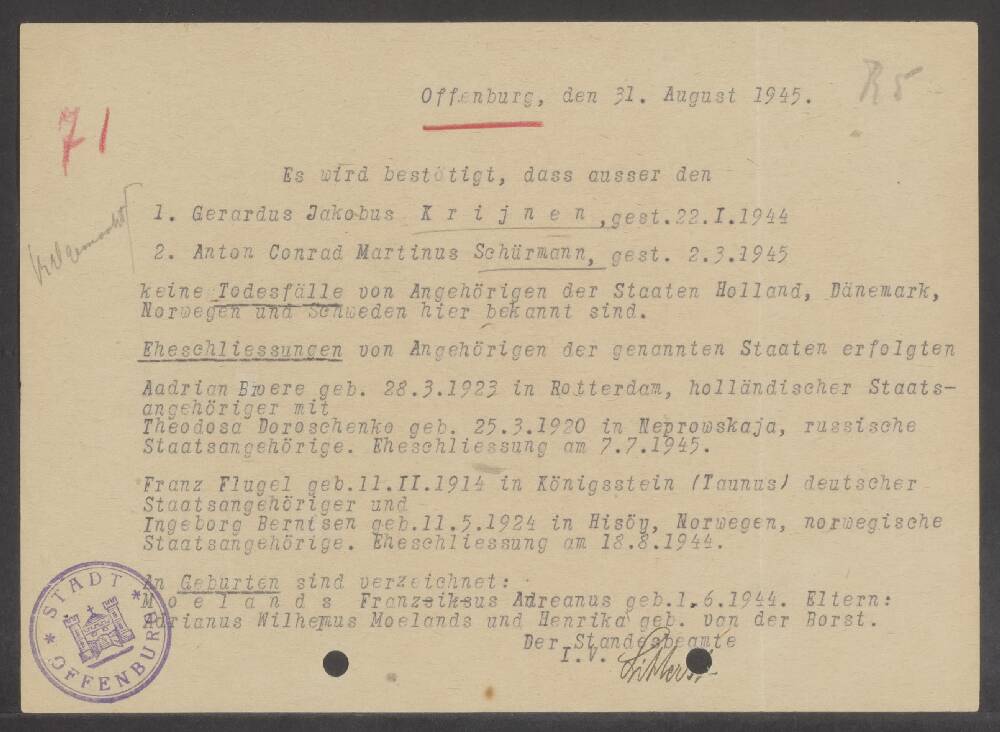 R 5
Offenburg, den 31. August 1945.
71
Es wird bestätigt, dass ausser den
1. Gerardus Jakobus Krijnen, gest. 22.I.1944
2. Anton Conrad Martinus Schürmann, gest. 2.3.1945
keine Todesfälle von Angehörigen der Staaten Holland, Dänemark,
Norwegen und Schweden hier bekannt sind.
Eheschliessungen von Angehörigen der genannten Staaten erfolgten
Aadrian Broere geb. 28.3.1923 in Rotterdam, holländischer Staats-
angehöriger mit
Theodosa Doroschenko geb. 25.3.1920 in Neprowskaja, russische
Staatsangehörige. Eheschliessung am 7.7.1945.
Franz Flugel geb.11.II.1914 in Königsstein (Taunus) deutscher
Staatsangehöriger und
Ingeborg Berntsen geb.11.5.1924 in Hisöy, Norwegen, norwegische
Staatsangehörige. Eheschliessung am 18.8.1944.
An Geburten sind verzeichnet:
Moelands Franzsiksus Adreanus geb.1.6.1944. Eltern:
Adrianus Wilhemus Moelands und Henrika geb. van der Borst.
Der Standesbeamte
I.V.
STADT OFFENBURG